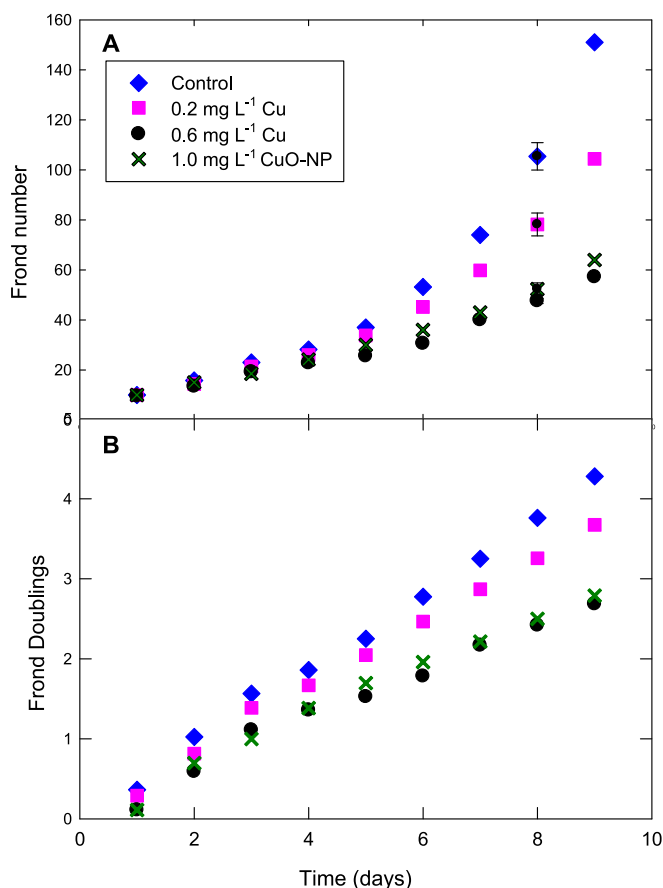 160
A
140
Control
0.2 mg L⁻¹ Cu
120
0.6 mg L⁻¹ Cu
1.0 mg L⁻¹ CuO-NP
100
80
60
40
20
Frond number
0
5
B
4
3
2
1
0
Frond Doublings
0 2 4 6 8 10
Time (days)